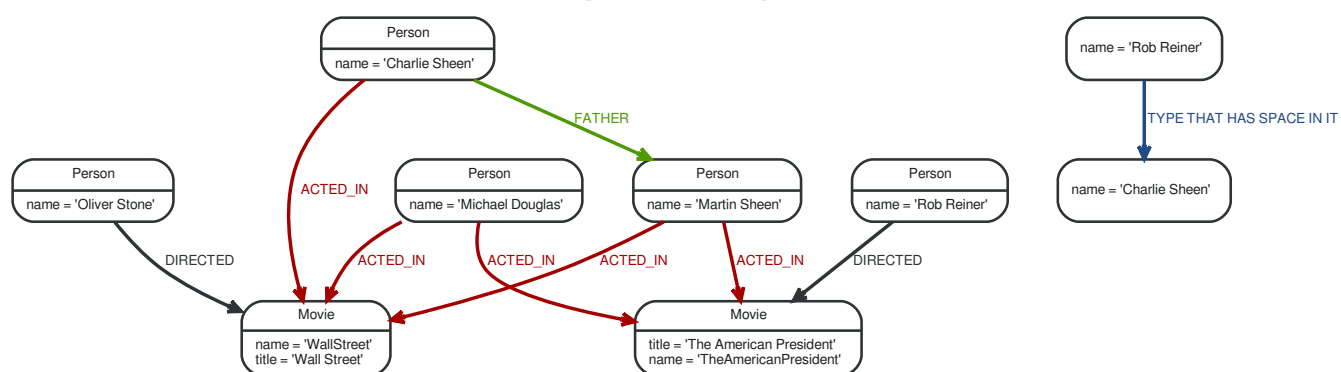 Person
name = 'Charlie Sheen'
name = 'Rob Reiner'
FATHER
TYPE THAT HAS SPACE IN IT
Person
name = 'Oliver Stone'
ACTED_IN
Person
name = 'Michael Douglas'
Person
name = 'Martin Sheen'
Person
name = 'Rob Reiner'
name = 'Charlie Sheen'
DIRECTED
ACTED_IN
ACTED_IN
ACTED_IN
ACTED_IN
DIRECTED
Movie
name = 'WallStreet'
title = 'Wall Street'
Movie
title = 'The American President'
name = 'TheAmericanPresident'